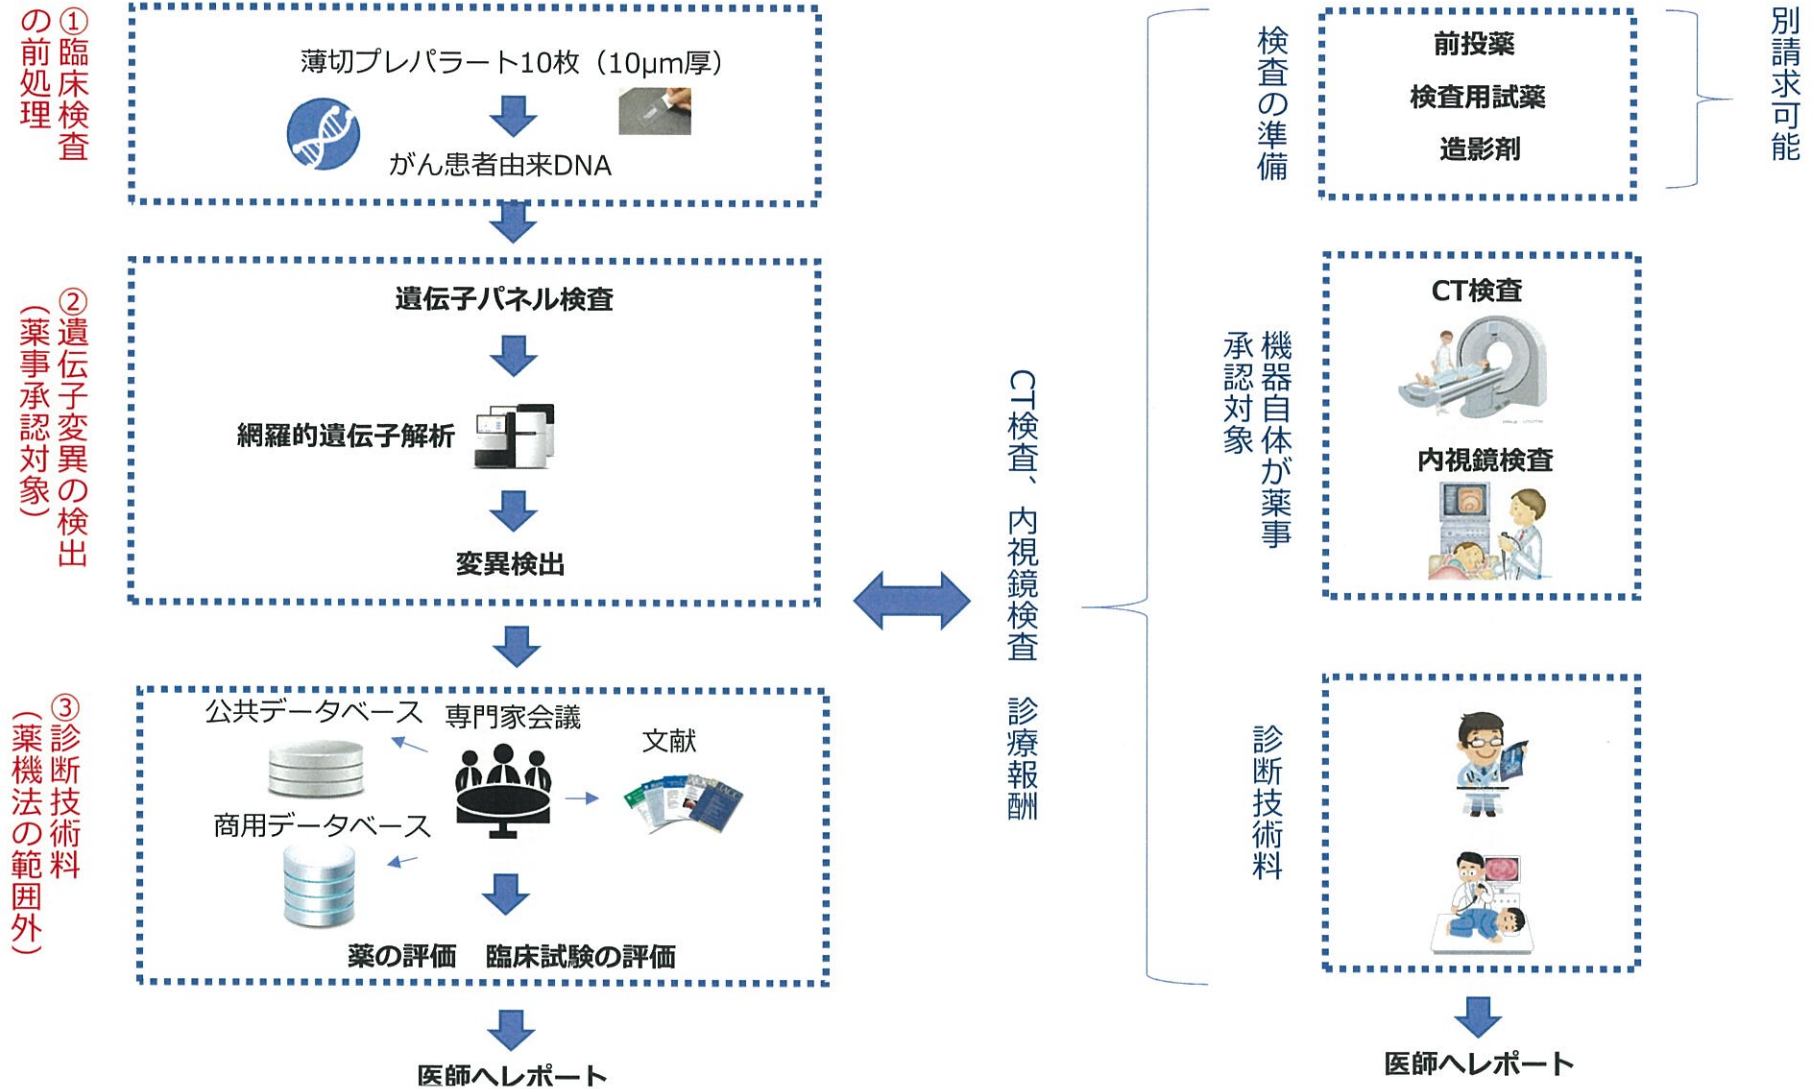 ①臨床検査
の前処理
薄切プレパラート10枚（10μm厚）
がん患者由来DNA
②遺伝子変異の検出
（薬事承認対象）
遺伝子パネル検査
網羅的遺伝子解析
変異検出
③診断技術料
（薬機法の範囲外）
公共データベース
専門家会議
文献
商用データベース
薬の評価　臨床試験の評価
医師へレポート
CT検査、内視鏡検査　診療報酬
検査の準備
前投薬
検査用試薬
造影剤
別請求可能
機器自体が薬事
承認対象
CT検査
内視鏡検査
診断技術料
医師へレポート